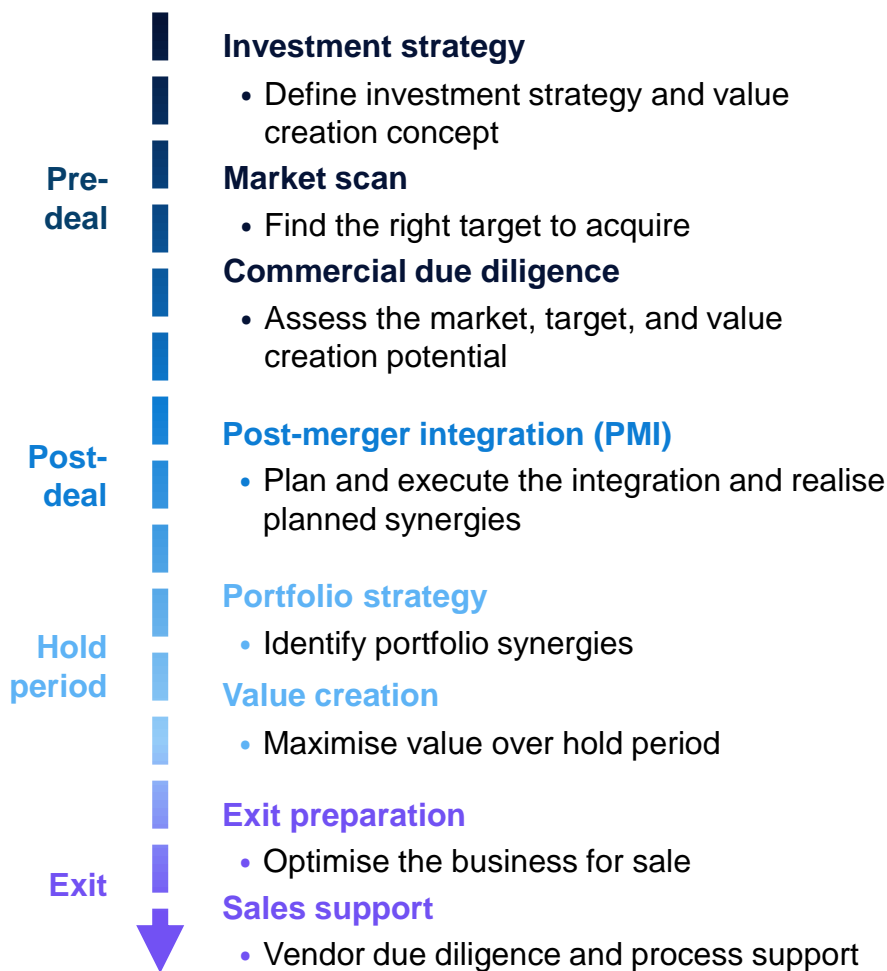 Investment strategy
• Define investment strategy and value
creation concept
Pre-
deal
Market scan
• Find the right target to acquire
Commercial due diligence
• Assess the market, target, and value
creation potential
Post-
deal
Post-merger integration (PMI)
• Plan and execute the integration and realise
planned synergies
Hold
period
Portfolio strategy
• Identify portfolio synergies
Value creation
• Maximise value over hold period
Exit
Exit preparation
• Optimise the business for sale
Sales support
• Vendor due diligence and process support